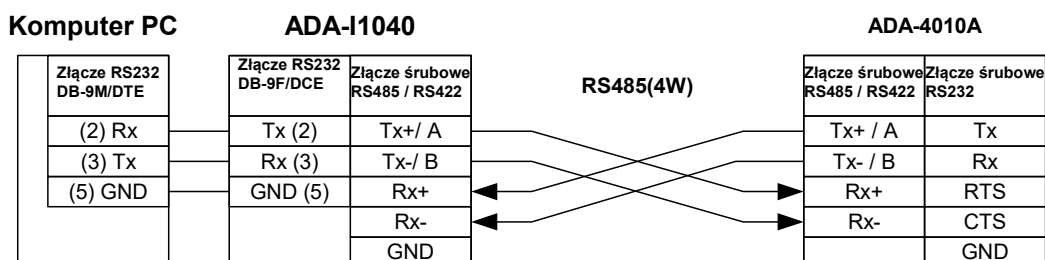 Komputer PC ADA-I1040 ADA-4010A
Złącze RS232 Złącze RS232 Złącze śrubowe RS485(4W) Złącze śrubowe Złącze śrubowe
DB-9M/DTE DB-9F/DCE RS485 / RS422 RS485 / RS422 RS232
(2) Rx Tx (2) Tx+/ A Tx+ / A Tx
(3) Tx Rx (3) Tx-/ B Tx- / B Rx
(5) GND GND (5) Rx+ Rx+ RTS
Rx- Rx- CTS
GND GND